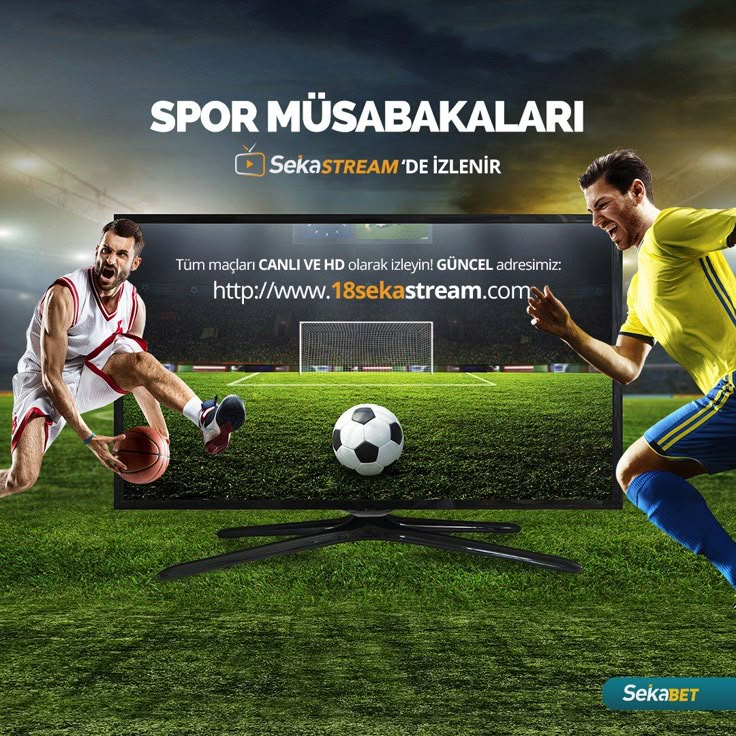 SPOR MÜSABAKALARI
SekaSTREAM 'DE İZLENİR
Tüm maçları CANLI VE HD olarak izleyin! GÜNCEL adresimiz:
http://www.18sekastream.com
SekaBET